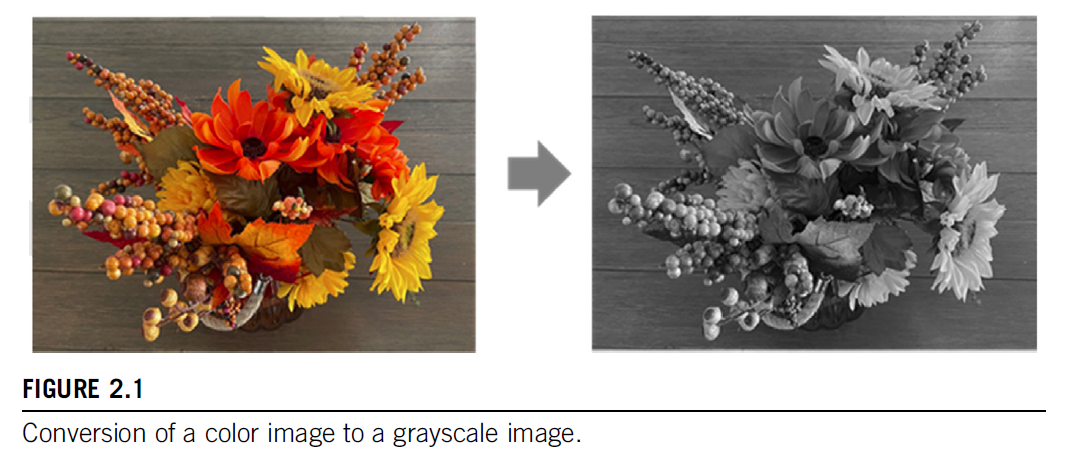 FIGURE 2.1
Conversion of a color image to a grayscale image.